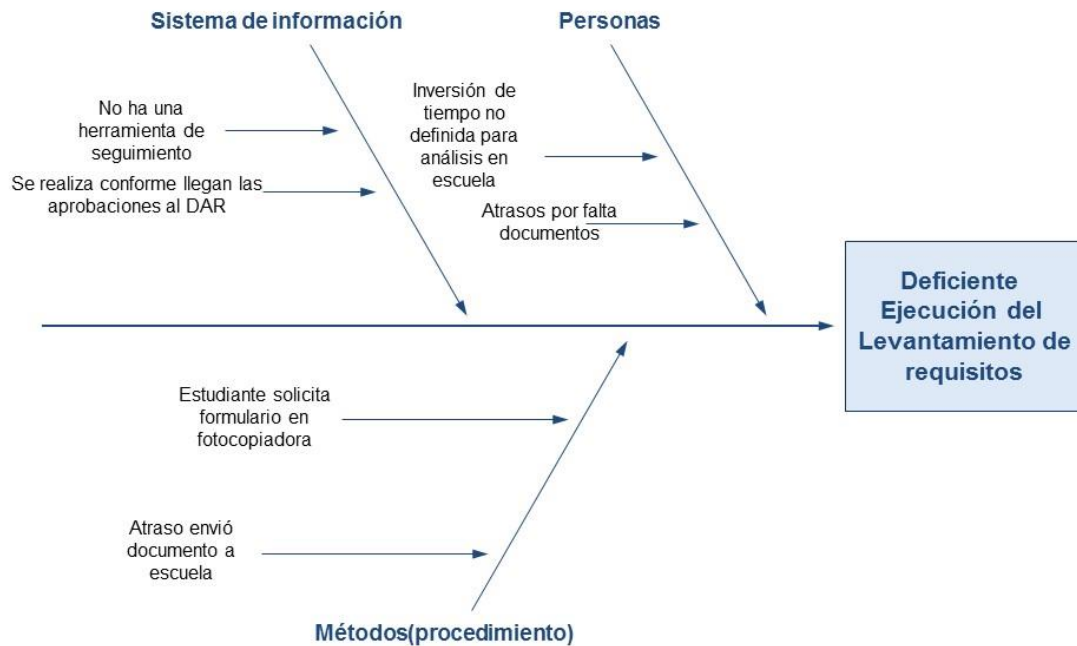 Sistema de información
Personas
No ha una
herramienta de
seguimiento
Se realiza conforme llegan las
aprobaciones al DAR
Inversión de
tiempo no
definida para
análisis en
escuela
Atrasos por falta
documentos
Deficiente
Ejecución del
Levantamiento de
requisitos
Estudiante solicita
formulario en
fotocopiadora
Atraso envió
documento a
escuela
Métodos(procedimiento)